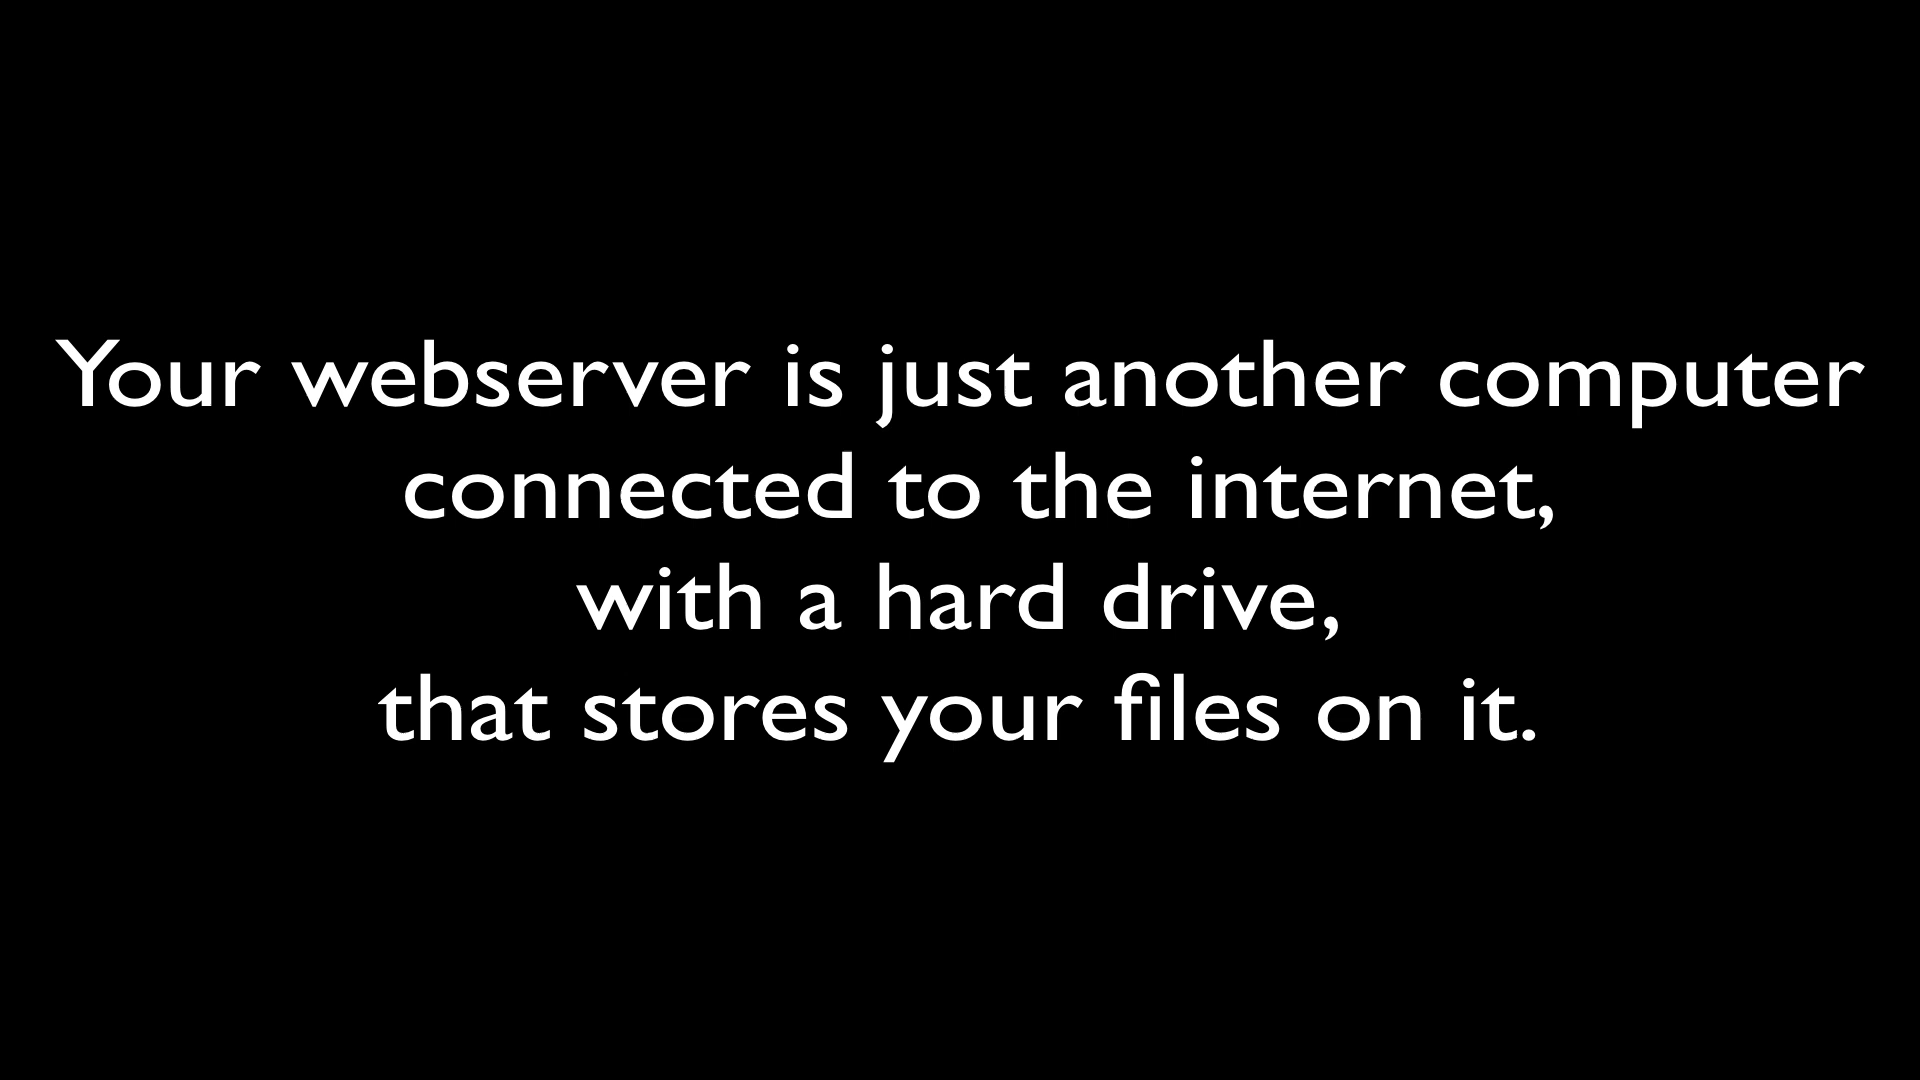 Your webserver is just another computer
connected to the internet,
with a hard drive,
that stores your files on it.